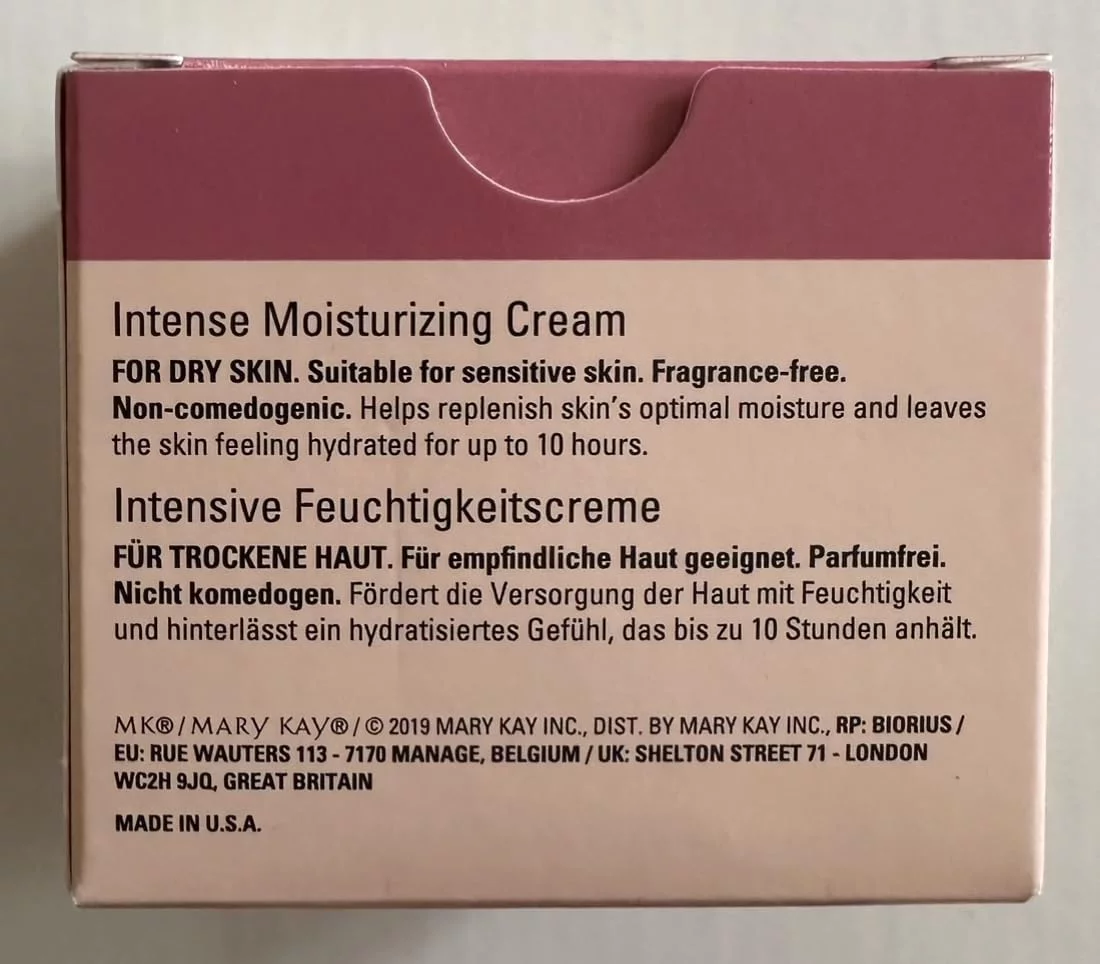 Intense Moisturizing Cream
FOR DRY SKIN. Suitable for sensitive skin. Fragrance-free.
Non-comedogenic. Helps replenish skin's optimal moisture and leaves
the skin feeling hydrated for up to 10 hours.
Intensive Feuchtigkeitscreme
FÜR TROCKENE HAUT. Für empfindliche Haut geeignet. Parfumfrei.
Nicht komedogen. Fördert die Versorgung der Haut mit Feuchtigkeit
und hinterlässt ein hydratisiertes Gefühl, das bis zu 10 Stunden anhält.
MK®/MARY KAY®/© 2019 MARY KAY INC., DIST. BY MARY KAY INC., RP: BIORIUS /
EU: RUE WAUTERS 113 - 7170 MANAGE, BELGIUM / UK: SHELTON STREET 71 - LONDON
WC2H 9JQ, GREAT BRITAIN
MADE IN U.S.A.